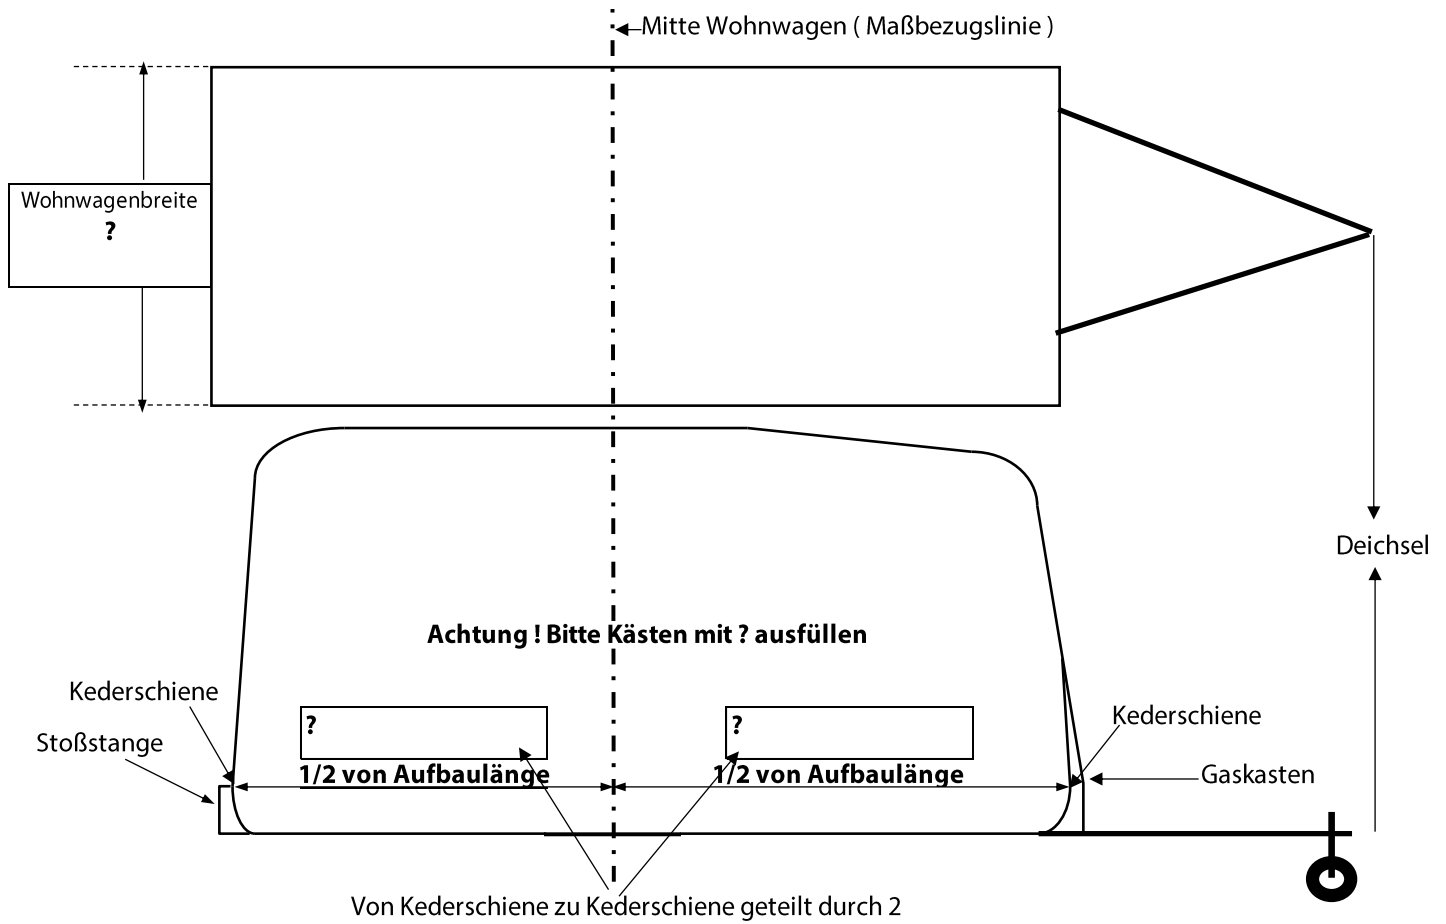 Mitte Wohnwagen ( Maßbezugslinie )
Wohnwagenbreite
?
Deichsel
Achtung ! Bitte Kästen mit ? ausfüllen
Kederschiene
Stoßstange
?
1/2 von Aufbaulänge
?
1/2 von Aufbaulänge
Kederschiene
Gaskasten
Von Kederschiene zu Kederschiene geteilt durch 2